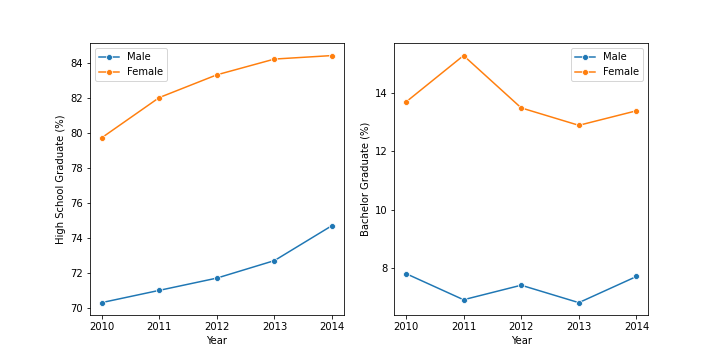 Male
Female
84
82
80
78
76
74
72
70
High School Graduate (%)
2010 2011 2012 2013 2014
Year
Male
Female
14
12
10
8
Bachelor Graduate (%)
2010 2011 2012 2013 2014
Year